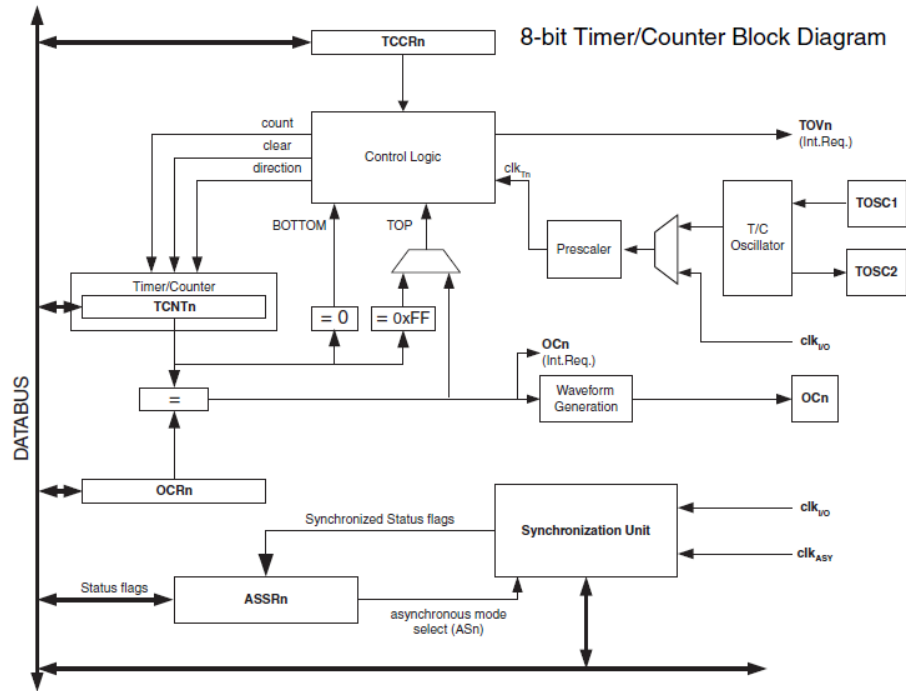 8-bit Timer/Counter Block Diagram
TCCRn
count
clear
direction
Control Logic
TOVn
(Int.Req.)
clkTn
BOTTOM
TOP
Prescaler
T/C
Oscillator
TOSC1
TOSC2
Timer/Counter
TCNTn
= 0
= 0xFF
clkI/O
OCn
(Int.Req.)
=
Waveform
Generation
OCn
DATABUS
OCRn
Synchronized Status flags
Synchronization Unit
clkI/O
clkASY
Status flags
ASSRn
asynchronous mode
select (ASn)